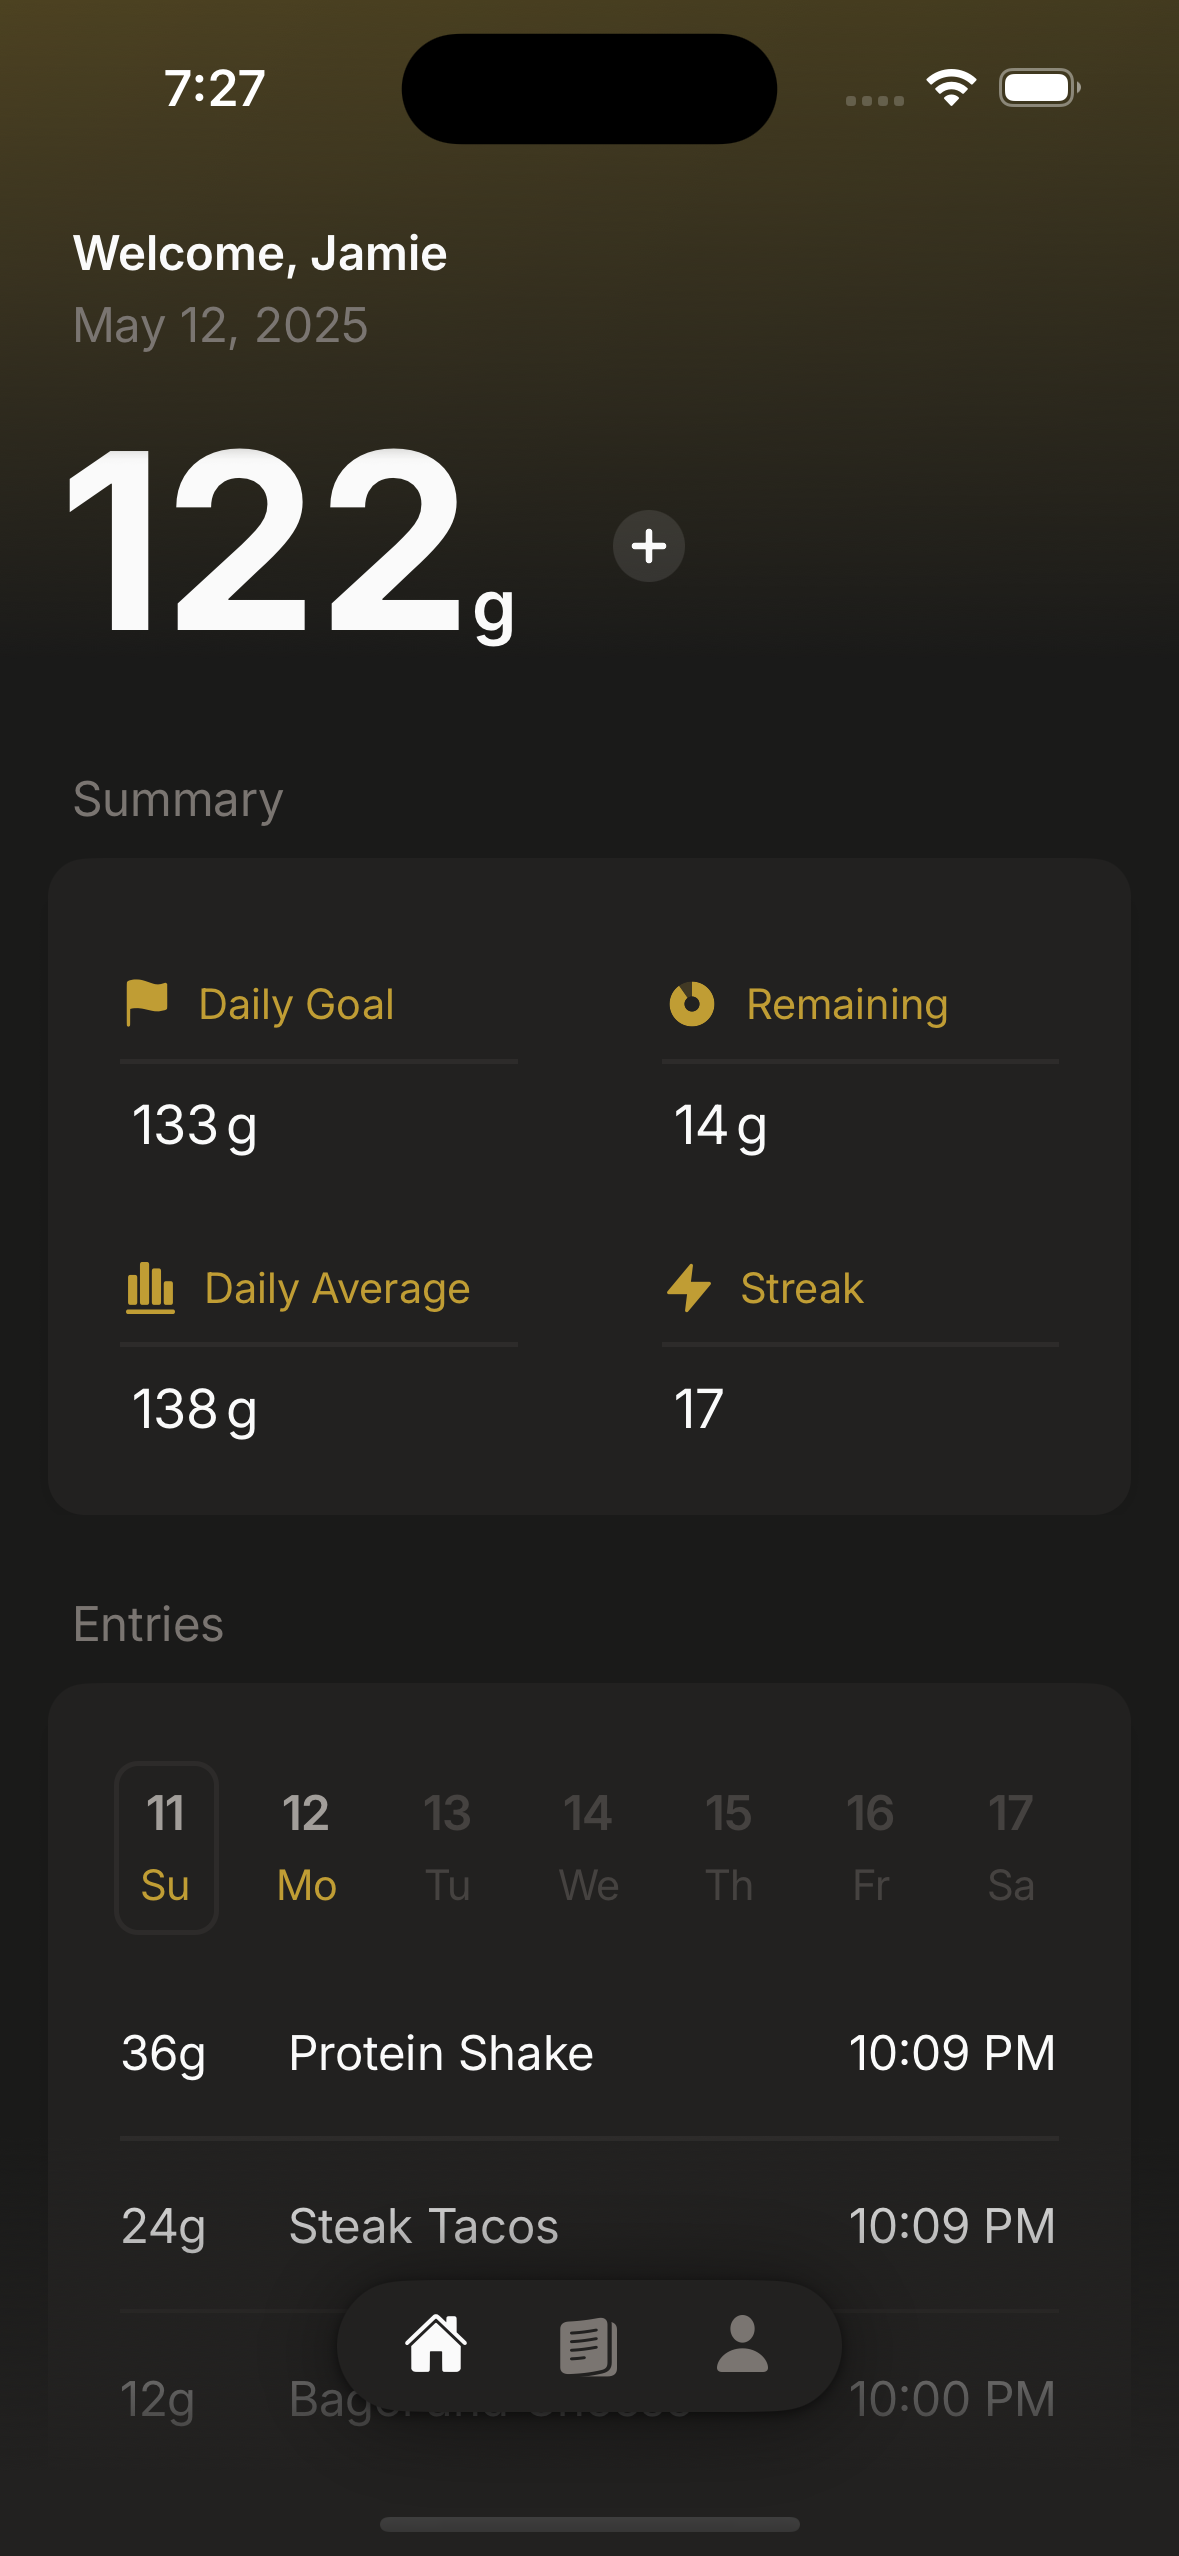 7:27
Welcome, Jamie
May 12, 2025
122g
Summary
Daily Goal
Remaining
133 g
14 g
Daily Average
Streak
138 g
17
Entries
11 12 13 14 15 16 17
Su Mo Tu We Th Fr Sa
36g Protein Shake 10:09 PM
24g Steak Tacos 10:09 PM
12g 10:00 PM